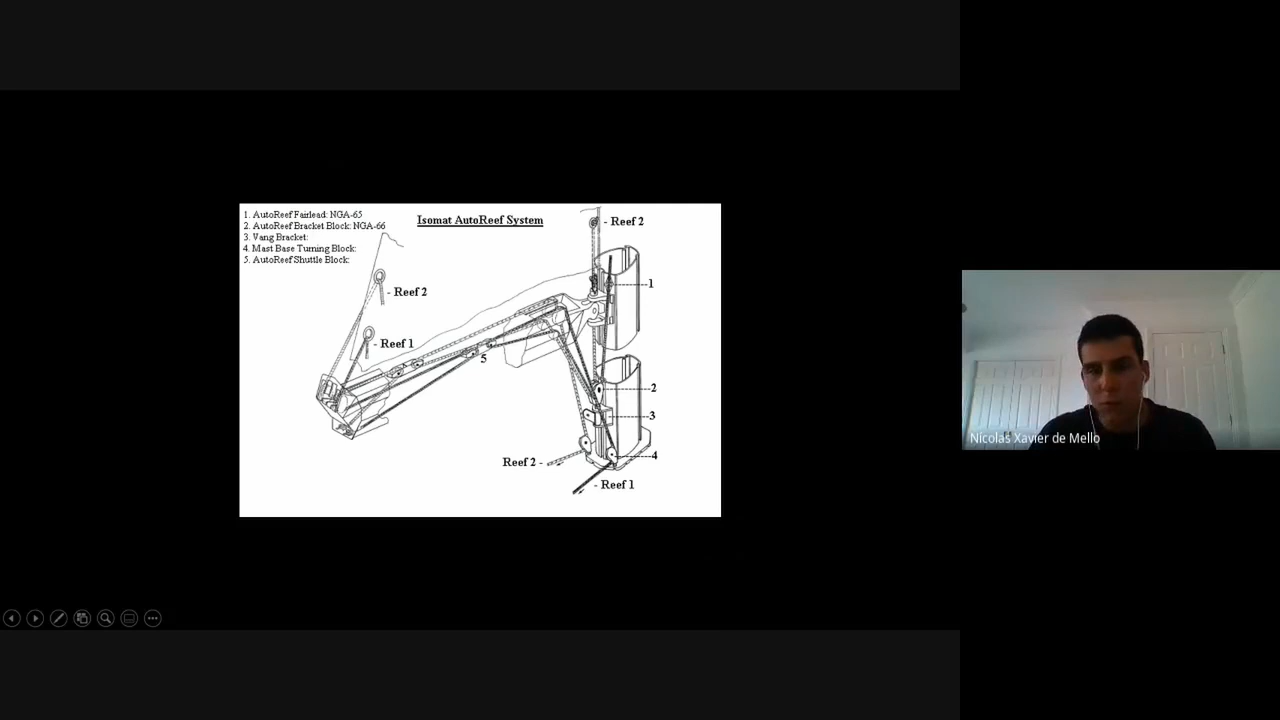 1. AutoReef Fairlead: NGA-65
2. AutoReef Bracket Block: NGA-66
3. Vang Bracket:
4. Mast Base Turning Block:
5. AutoReef Shuttle Block:
Isomat AutoReef System
- Reef 2
1
- Reef 2
- Reef 1
5
2
3
4
Reef 2 -
- Reef 1
Nícolas Xavier de Mello